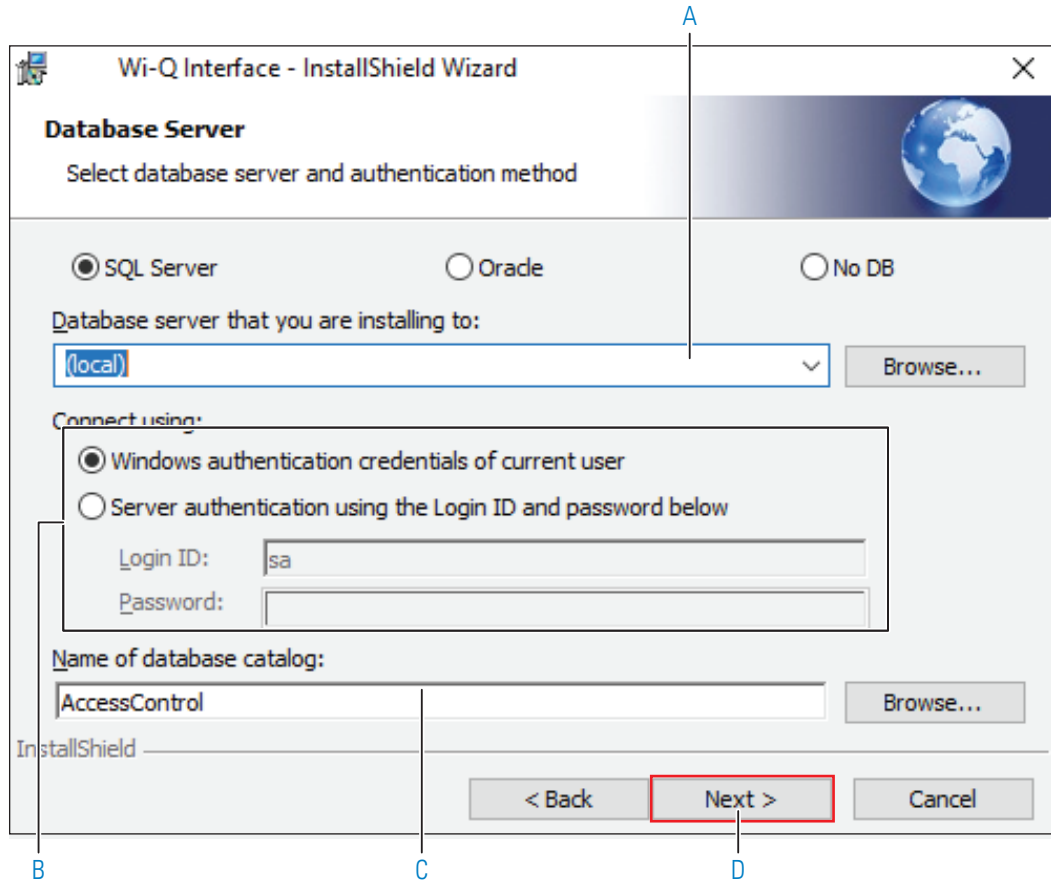 A
Wi-Q Interface - InstallShield Wizard
Database Server
Select database server and authentication method
SQL Server
Oracle
No DB
Database server that you are installing to:
(local)
Browse...
Connect using:
Windows authentication credentials of current user
Server authentication using the Login ID and password below
Login ID:
sa
Password:
Name of database catalog:
AccessControl
Browse...
InstallShield
< Back
Next >
Cancel
B
C
D